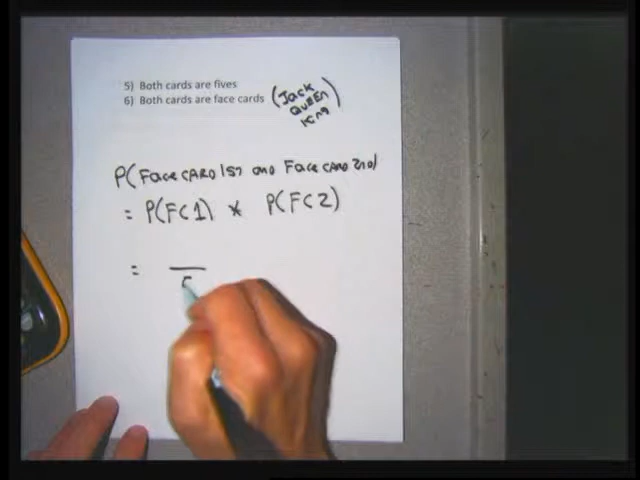 5) Both cards are fives
6) Both cards are face cards (Jack
Queen
King)
P(Face CARD 1st and Face CARD 2nd)
= P(FC1) * P(FC2)
=